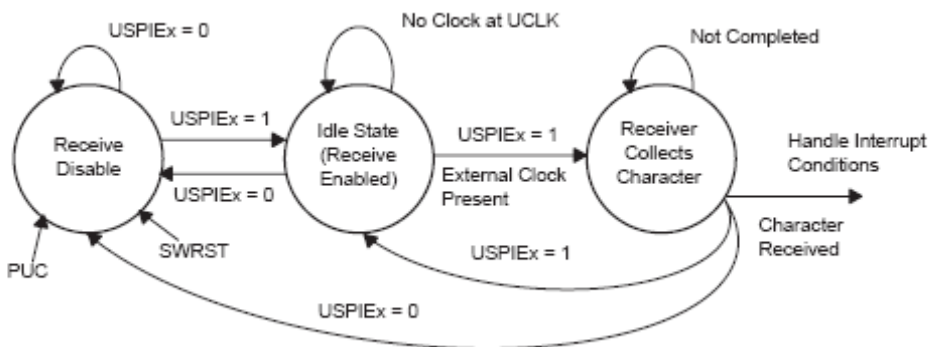 No Clock at UCLK
USPIEx = 0
Not Completed
USPIEx = 1
Receive
Disable
Idle State
(Receive
Enabled)
USPIEx = 1
Receiver
Collects
Character
Handle Interrupt
Conditions
USPIEx = 0
External Clock
Present
PUC
SWRST
USPIEx = 1
Character
Received
USPIEx = 0